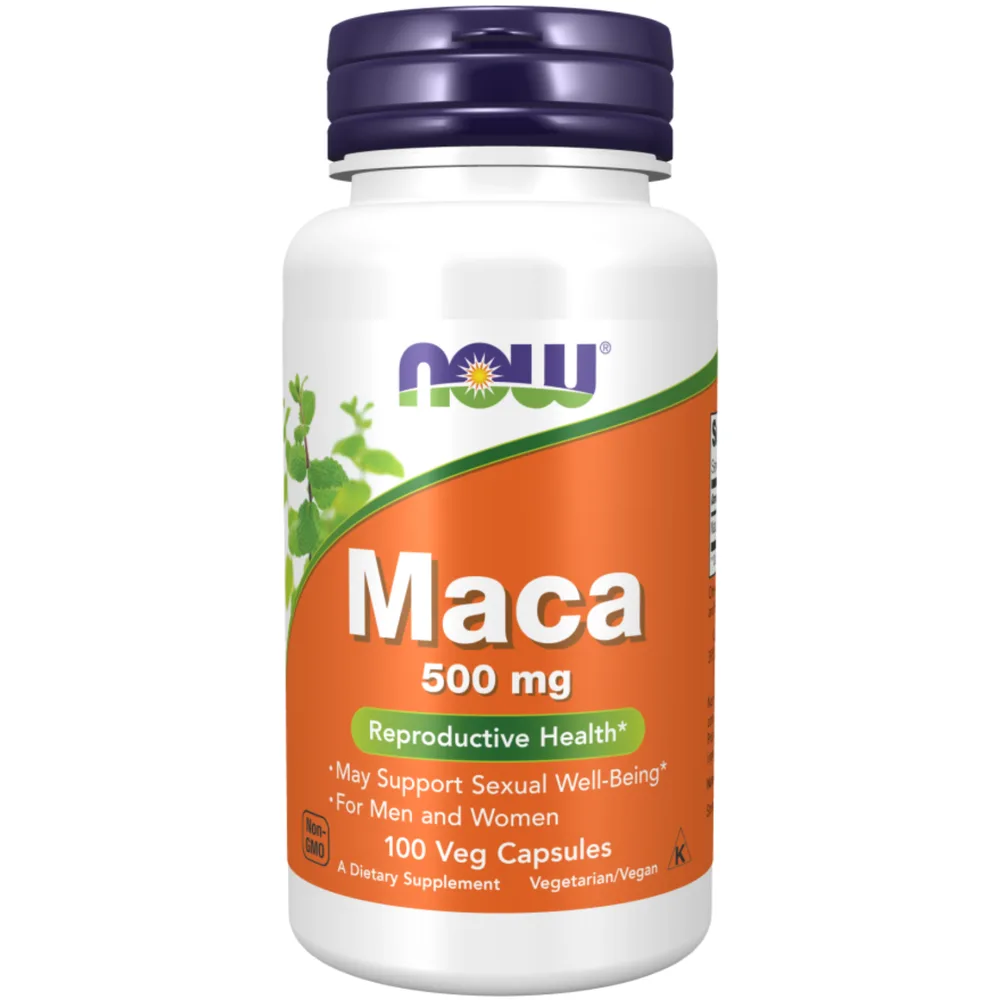 NOW®
Maca
500 mg
Reproductive Health*
• May Support Sexual Well-Being*
• For Men and Women
Non-
GMO
100 Veg Capsules
K
A Dietary Supplement
Vegetarian/Vegan